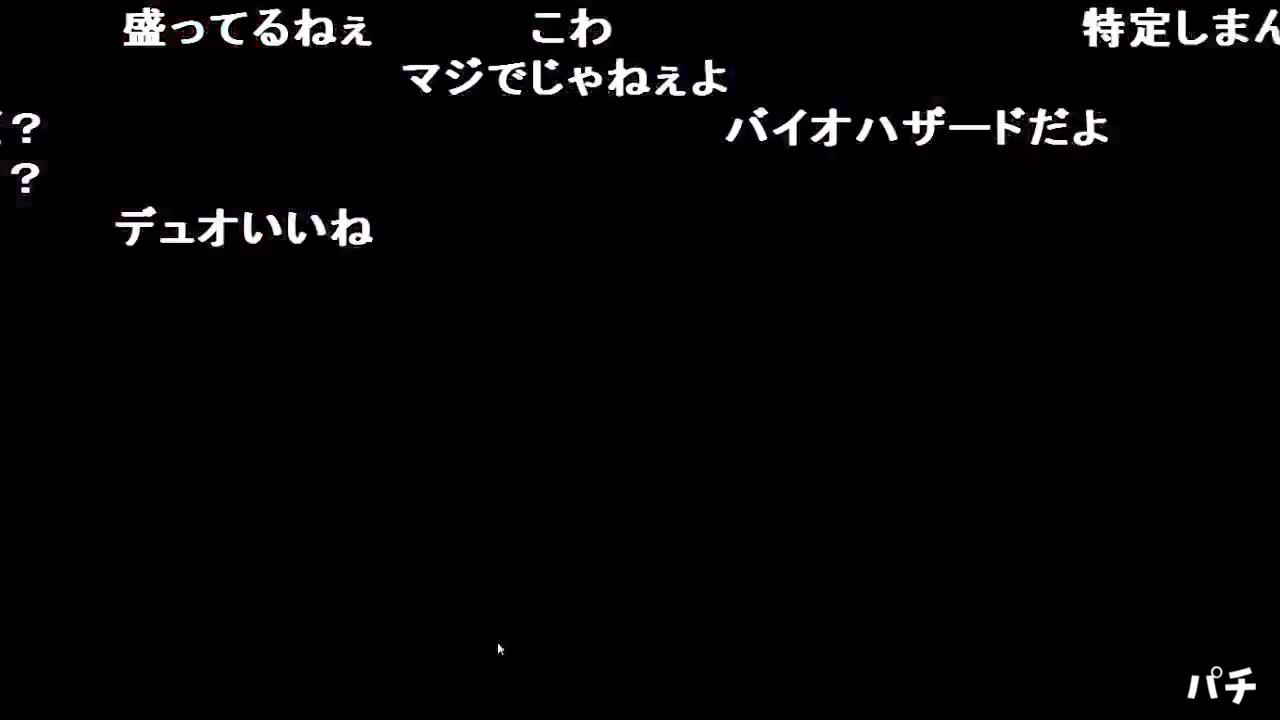 盛ってるねぇ
こわ
特定しまん
マジでじゃねぇよ
？
バイオハザードだよ
？
デュオいいね
パチ